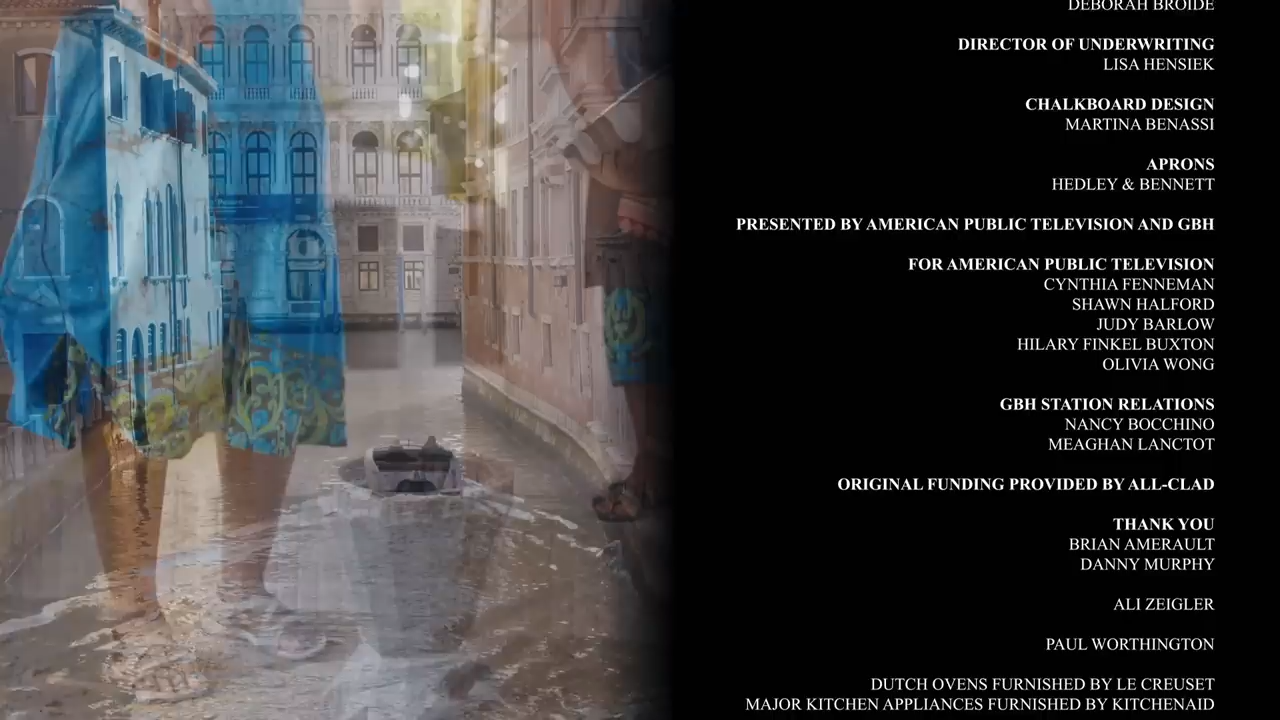 DEBORAH BROIDE
DIRECTOR OF UNDERWRITING
LISA HENSIEK
CHALKBOARD DESIGN
MARTINA BENASSI
APRONS
HEDLEY & BENNETT
PRESENTED BY AMERICAN PUBLIC TELEVISION AND GBH
FOR AMERICAN PUBLIC TELEVISION
CYNTHIA FENNEMAN
SHAWN HALFORD
JUDY BARLOW
HILARY FINKEL BUXTON
OLIVIA WONG
GBH STATION RELATIONS
NANCY BOCCHINO
MEAGHAN LANCTOT
ORIGINAL FUNDING PROVIDED BY ALL-CLAD
THANK YOU
BRIAN AMERAULT
DANNY MURPHY
ALI ZEIGLER
PAUL WORTHINGTON
DUTCH OVENS FURNISHED BY LE CREUSET
MAJOR KITCHEN APPLIANCES FURNISHED BY KITCHENAID